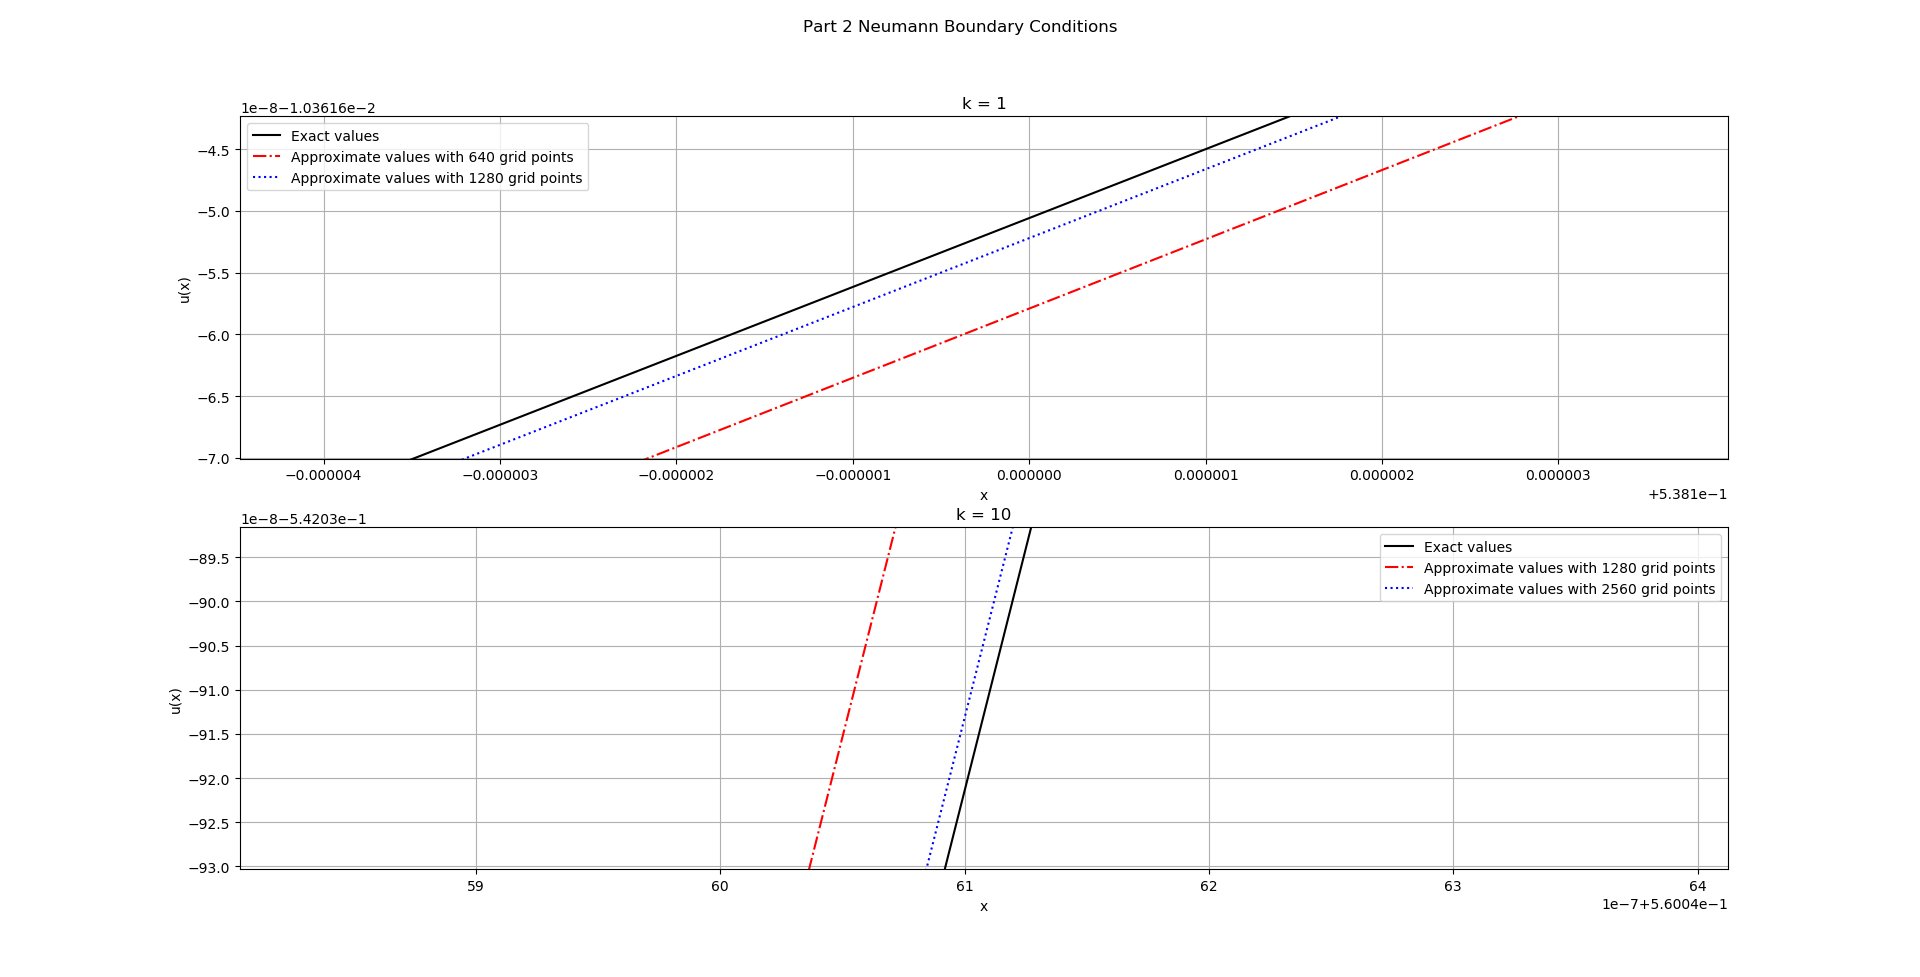 Part 2 Neumann Boundary Conditions
k = 1
1e−8−1.03616e−2
Exact values
Approximate values with 640 grid points
Approximate values with 1280 grid points
−4.5
−5.0
−5.5
−6.0
−6.5
−7.0
u(x)
−0.000004 −0.000003 −0.000002 −0.000001 0.000000 0.000001 0.000002 0.000003
+5.381e−1
x
k = 10
1e−8−5.4203e−1
Exact values
Approximate values with 1280 grid points
Approximate values with 2560 grid points
−89.5
−90.0
−90.5
−91.0
−91.5
−92.0
−92.5
−93.0
u(x)
59 60 61 62 63 64
1e−7+5.6004e−1
x